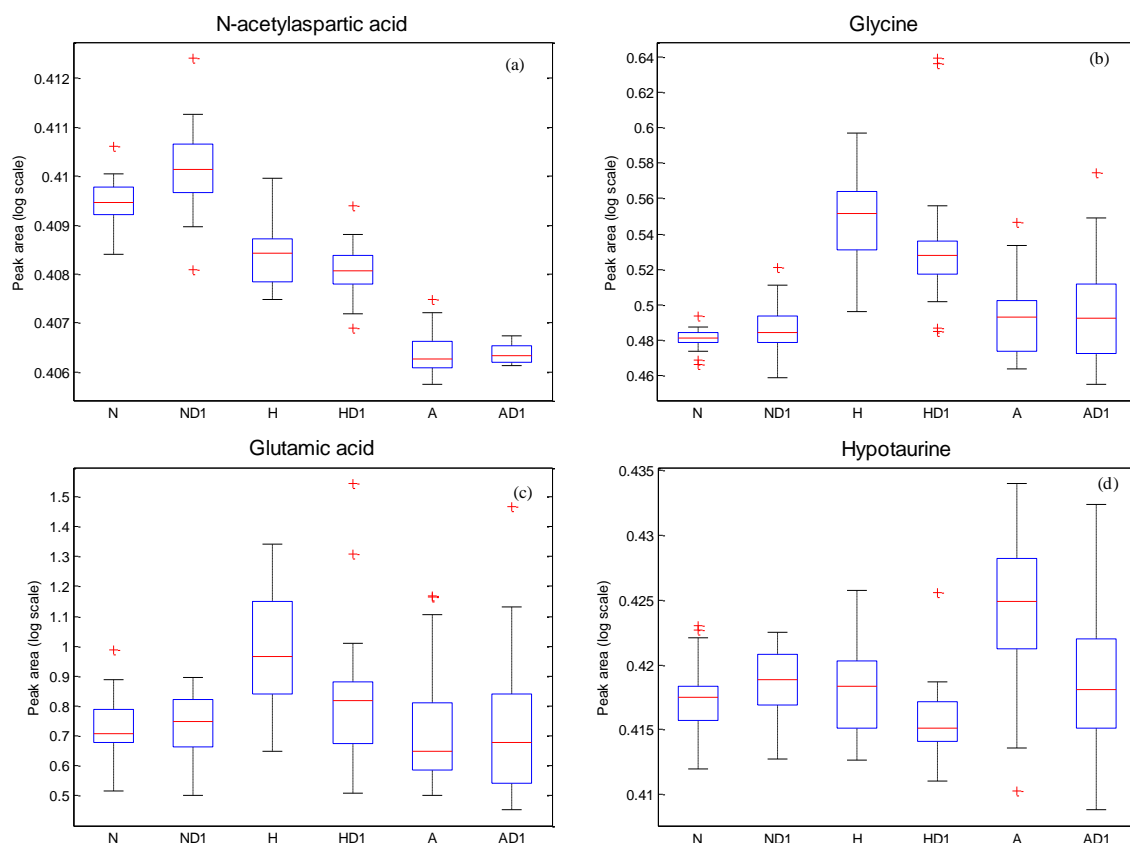 N-acetylaspartic acid
(a)
Peak area (log scale)
0.412
0.411
0.41
0.409
0.408
0.407
0.406
N ND1 H HD1 A AD1
Glycine
(b)
Peak area (log scale)
0.64
0.62
0.6
0.58
0.56
0.54
0.52
0.5
0.48
0.46
N ND1 H HD1 A AD1
Glutamic acid
(c)
Peak area (log scale)
1.5
1.4
1.3
1.2
1.1
1
0.9
0.8
0.7
0.6
0.5
N ND1 H HD1 A AD1
Hypotaurine
(d)
Peak area (log scale)
0.435
0.43
0.425
0.42
0.415
0.41
N ND1 H HD1 A AD1